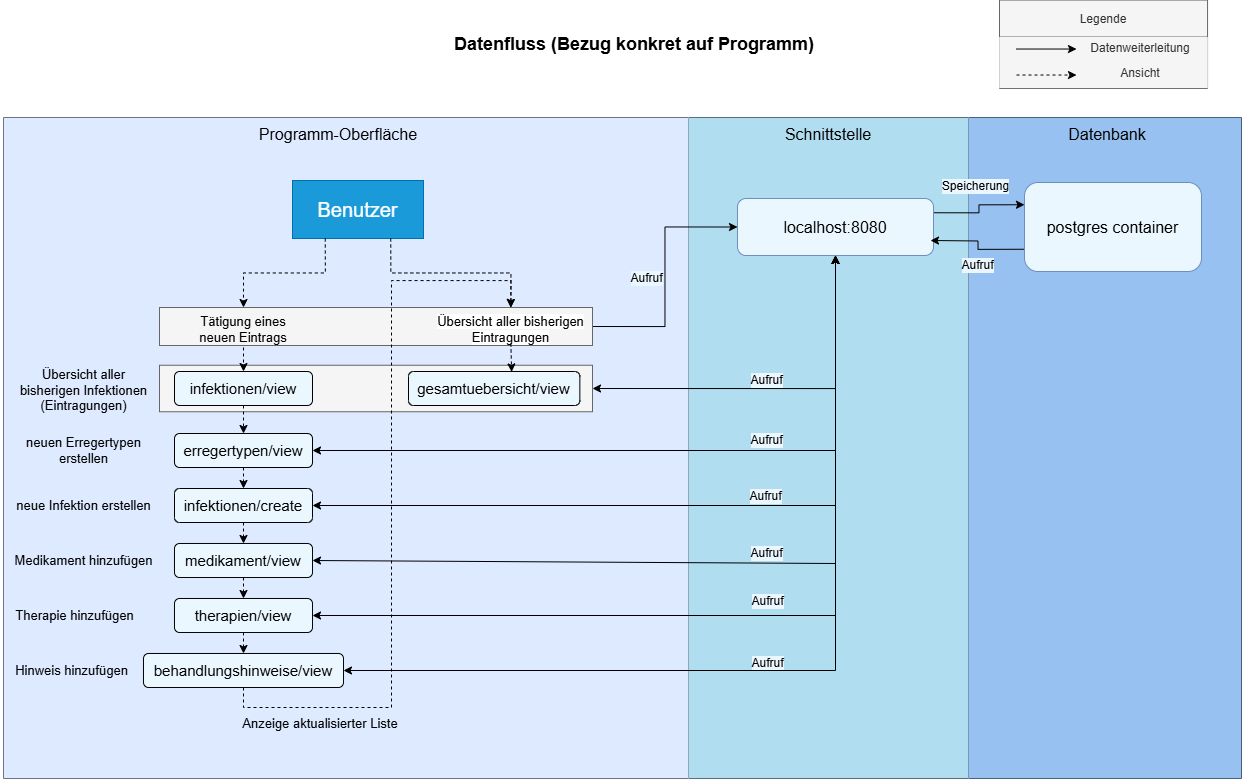 Datenfluss (Bezug konkret auf Programm)
Legende
Datenweiterleitung
Ansicht
Programm-Oberfläche
Schnittstelle
Datenbank
Benutzer
localhost:8080
Speicherung
postgres container
Aufruf
Aufruf
Tätigung eines
neuen Eintrags
Übersicht aller bisherigen
Eintragungen
Übersicht aller
bisherigen Infektionen
(Eintragungen)
infektionen/view
gesamtuebersicht/view
Aufruf
neuen Erregertypen
erstellen
erregertypen/view
Aufruf
neue Infektion erstellen
infektionen/create
Aufruf
Medikament hinzufügen
medikament/view
Aufruf
Therapie hinzufügen
therapien/view
Aufruf
Hinweis hinzufügen
behandlungshinweise/view
Aufruf
Anzeige aktualisierter Liste